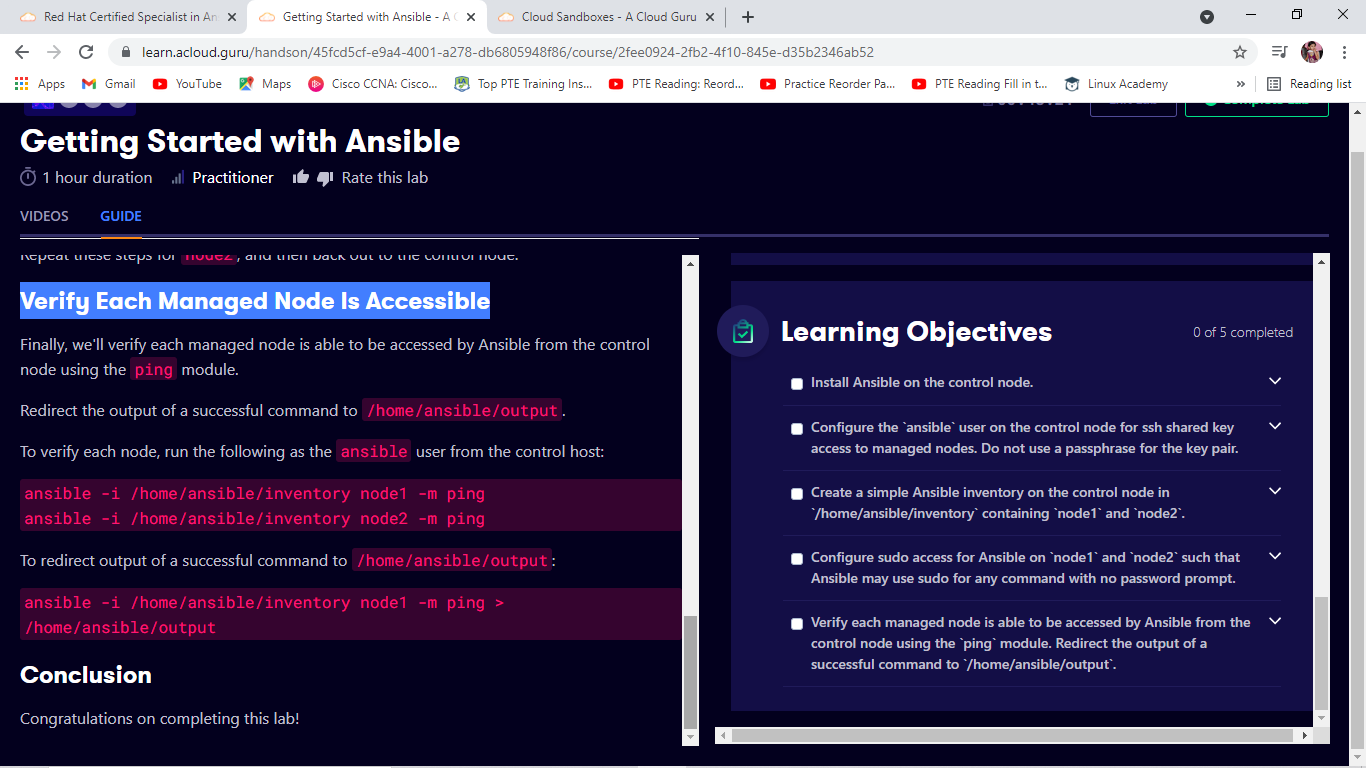 Red Hat Certified Specialist in An
Getting Started with Ansible - A C
Cloud Sandboxes - A Cloud Guru
learn.acloud.guru/handson/45fcd5cf-e9a4-4001-a278-db6805948f86/course/2fee0924-2fb2-4f10-845e-d35b2346ab52
Apps
Gmail
YouTube
Maps
Cisco CCNA: Cisco...
Top PTE Training Ins...
PTE Reading: Reord...
Practice Reorder Pa...
PTE Reading Fill in t...
Linux Academy
»
Reading list
Complete Lab
Getting Started with Ansible
1 hour duration
Practitioner
Rate this lab
VIDEOS
GUIDE
Repeat these steps for node2, and then back out to the control node.
Verify Each Managed Node Is Accessible
Finally, we'll verify each managed node is able to be accessed by Ansible from the control
node using the ping module.
Redirect the output of a successful command to /home/ansible/output.
To verify each node, run the following as the ansible user from the control host:
ansible -i /home/ansible/inventory node1 -m ping
ansible -i /home/ansible/inventory node2 -m ping
To redirect output of a successful command to /home/ansible/output:
ansible -i /home/ansible/inventory node1 -m ping >
/home/ansible/output
Conclusion
Congratulations on completing this lab!
Learning Objectives
0 of 5 completed
Install Ansible on the control node.
Configure the `ansible` user on the control node for ssh shared key
access to managed nodes. Do not use a passphrase for the key pair.
Create a simple Ansible inventory on the control node in
`/home/ansible/inventory` containing `node1` and `node2`.
Configure sudo access for Ansible on `node1` and `node2` such that
Ansible may use sudo for any command with no password prompt.
Verify each managed node is able to be accessed by Ansible from the
control node using the `ping` module. Redirect the output of a
successful command to `/home/ansible/output`.